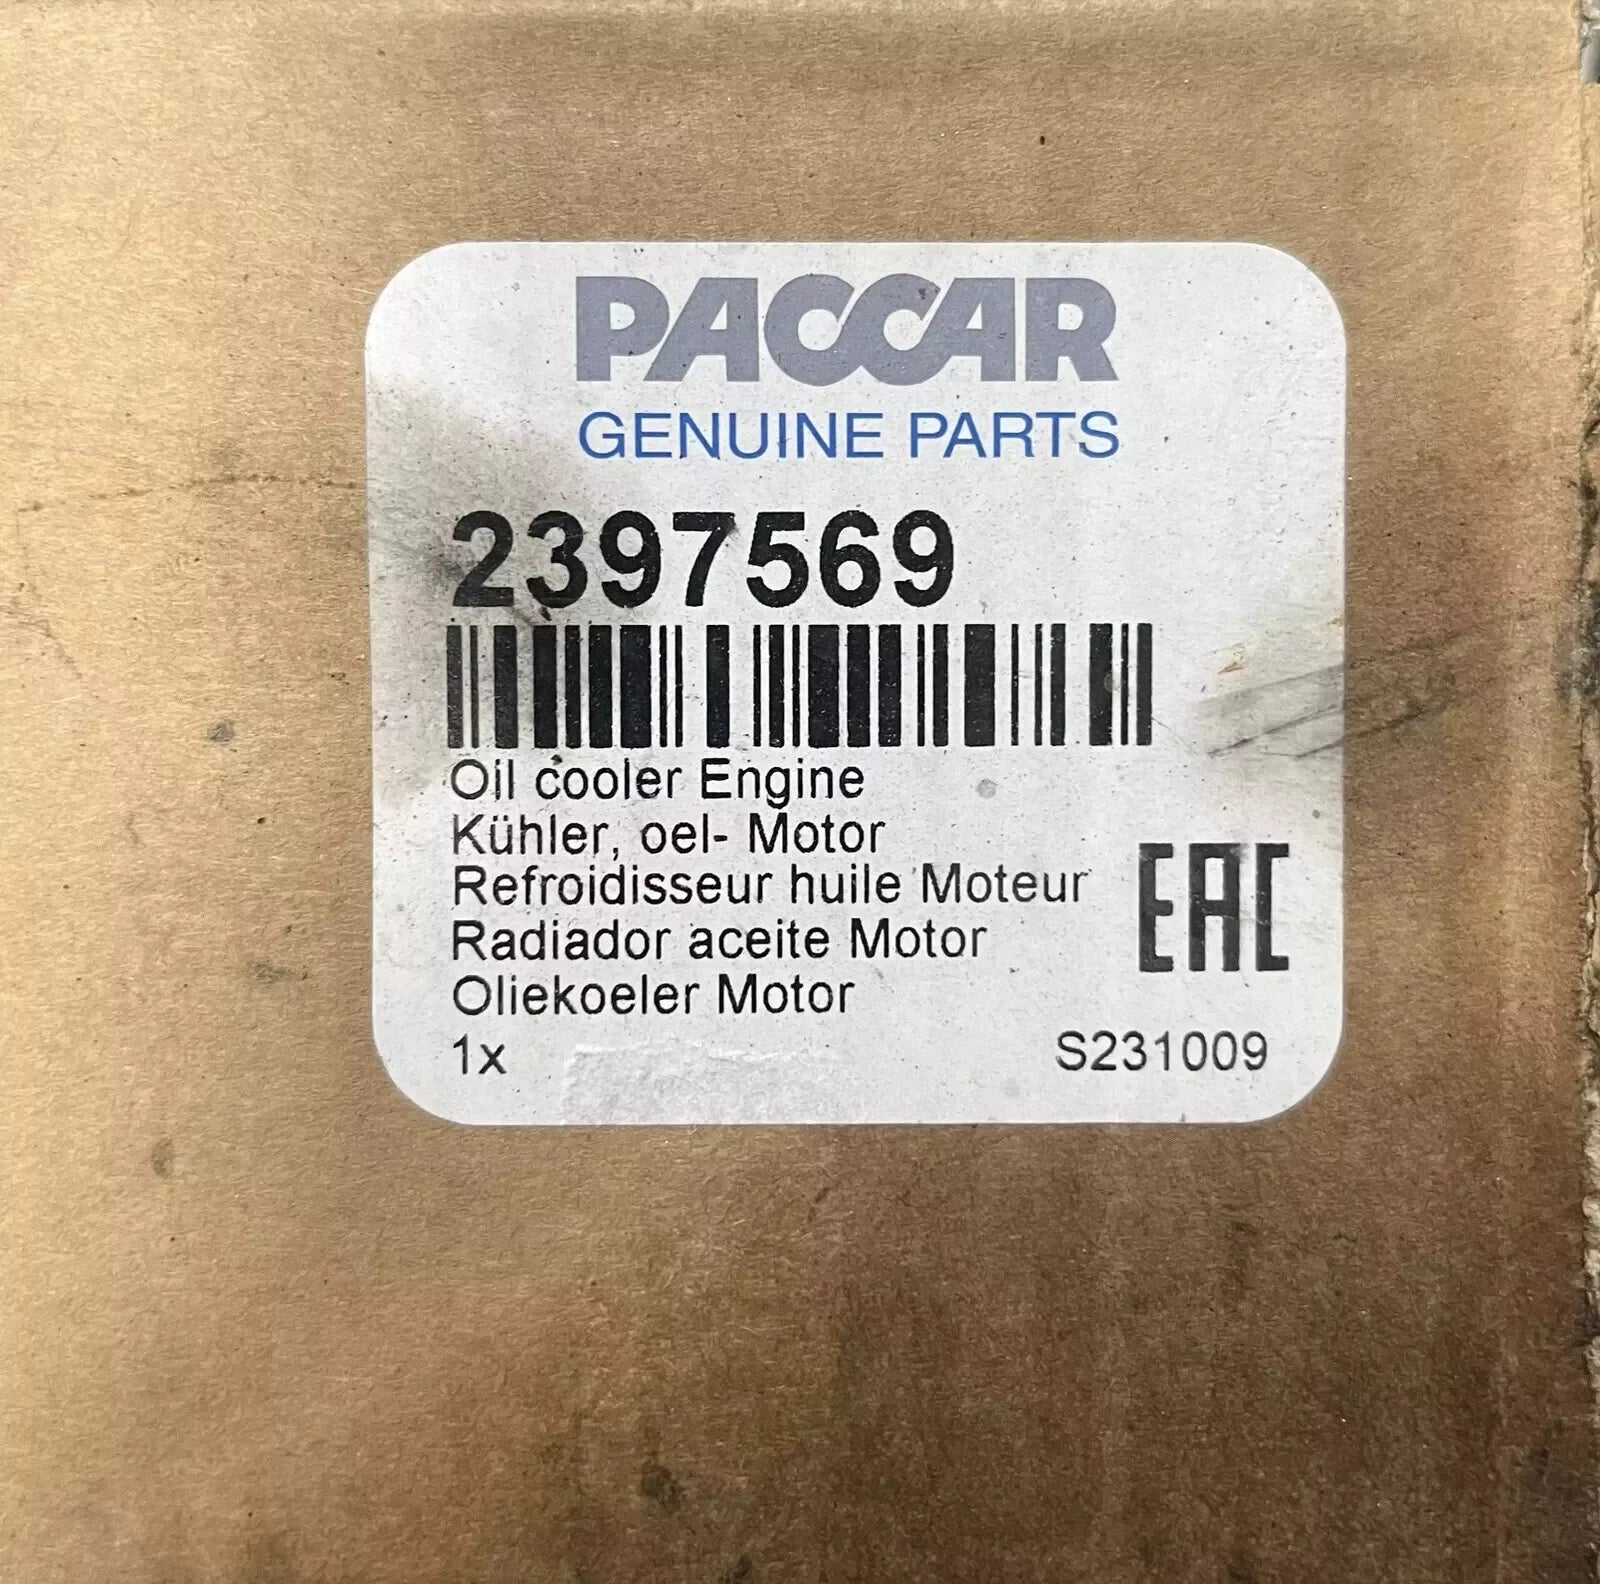 PACCAR
GENUINE PARTS
2397569
Oil cooler Engine
Kühler, oel- Motor
Refroidisseur huile Moteur
Radiador aceite Motor
Oliekoeler Motor
EAC
1x S231009